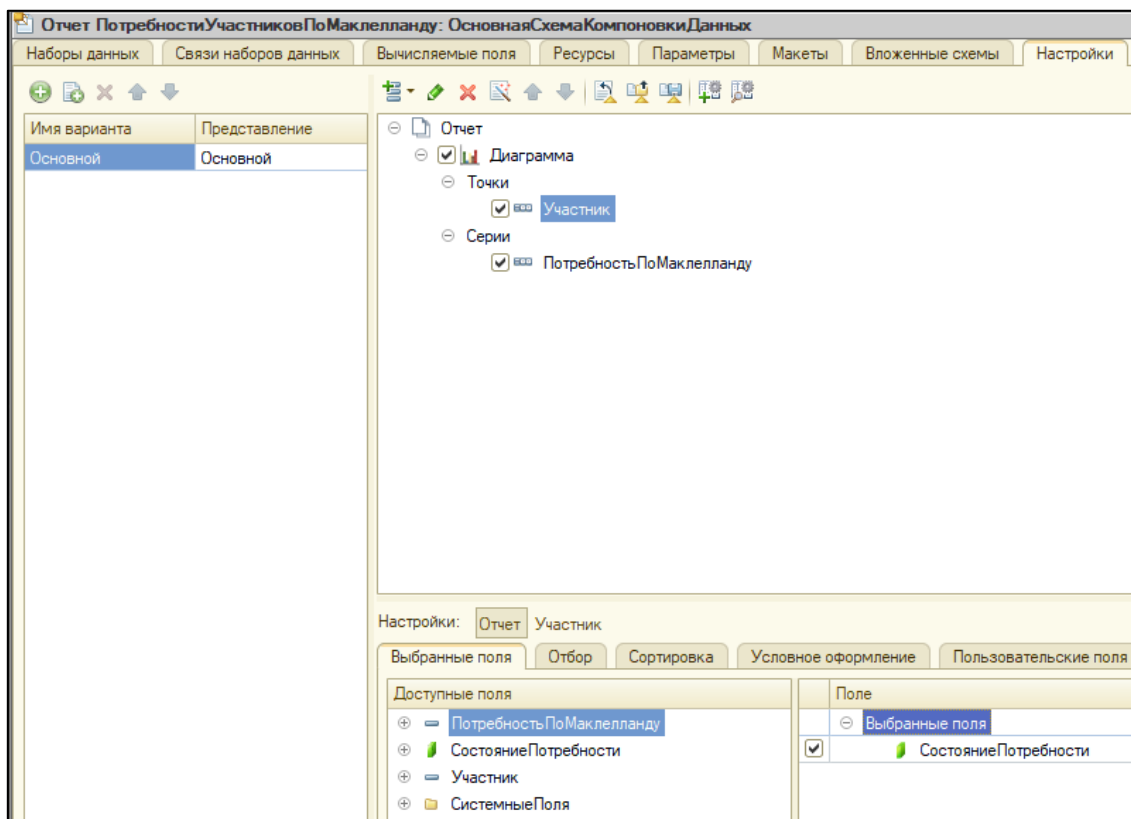 Отчет ПотребностиУчастниковПоМаклелланду: ОсновнаяСхемаКомпоновкиДанных
Наборы данных Связи наборов данных Вычисляемые поля Ресурсы Параметры Макеты Вложенные схемы Настройки
Имя варианта Представление
Основной Основной
Отчет
Диаграмма
Точки
Участник
Серии
ПотребностьПоМаклелланду
Настройки: Отчет Участник
Выбранные поля Отбор Сортировка Условное оформление Пользовательские поля
Доступные поля Поле
ПотребностьПоМаклелланду Выбранные поля
СостояниеПотребности СостояниеПотребности
Участник
СистемныеПоля